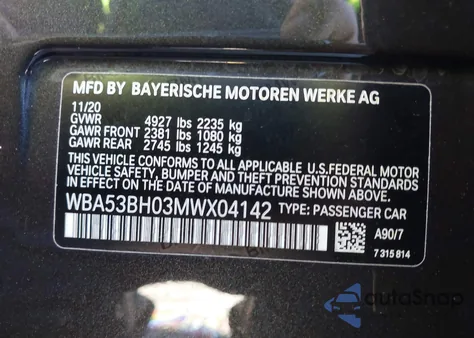 MFD BY BAYERISCHE MOTOREN WERKE AG
11/20
GVWR 4927 lbs 2235 kg
GAWR FRONT 2381 lbs 1080 kg
GAWR REAR 2745 lbs 1245 kg
THIS VEHICLE CONFORMS TO ALL APPLICABLE U.S.FEDERAL MOTOR
VEHICLE SAFETY, BUMPER, AND THEFT PREVENTION STANDARDS
IN EFFECT ON THE DATE OF MANUFACTURE SHOWN ABOVE.
WBA53BH03MWX04142 TYPE: PASSENGER CAR
A90/7
7 315 814
autoSnap